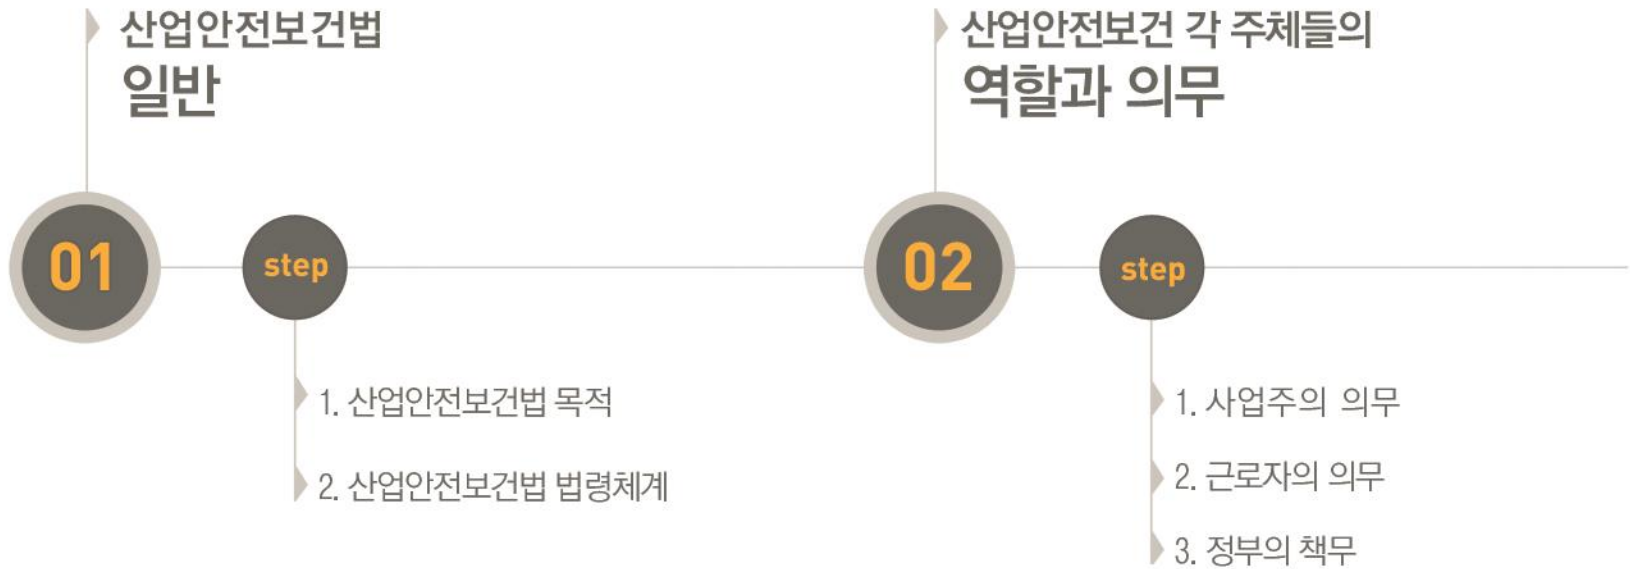 산업안전보건법
일반
01
step
1. 산업안전보건법 목적
2. 산업안전보건법 법령체계
산업안전보건 각 주체들의
역할과 의무
02
step
1. 사업주의 의무
2. 근로자의 의무
3. 정부의 책무